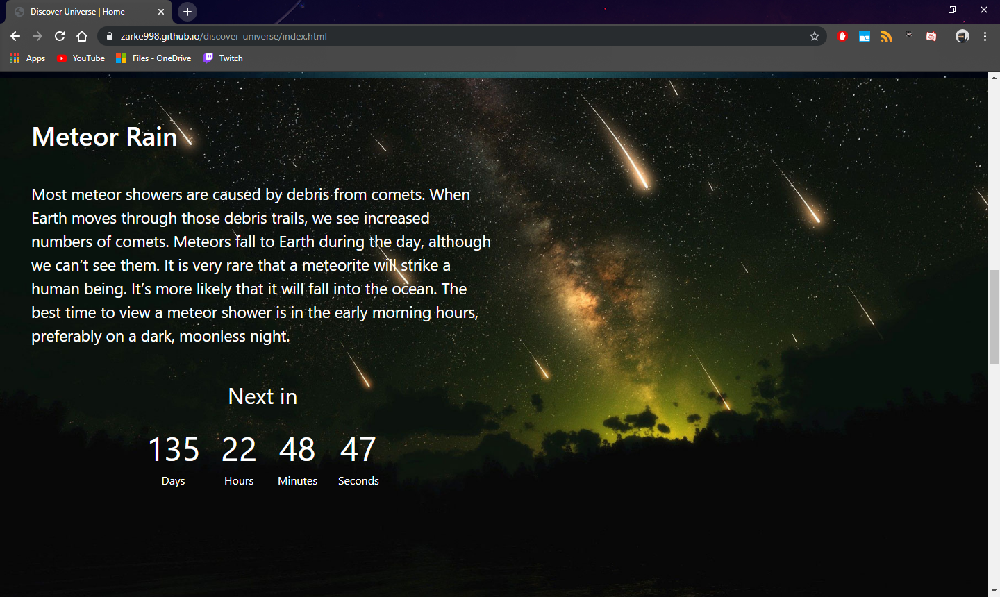 Discover Universe | Home
zarke998.github.io/discover-universe/index.html
Apps YouTube Files - OneDrive Twitch
Meteor Rain
Most meteor showers are caused by debris from comets. When
Earth moves through those debris trails, we see increased
numbers of comets. Meteors fall to Earth during the day, although
we can’t see them. It is very rare that a meteorite will strike a
human being. It’s more likely that it will fall into the ocean. The
best time to view a meteor shower is in the early morning hours,
preferably on a dark, moonless night.
Next in
135 22 48 47
Days Hours Minutes Seconds